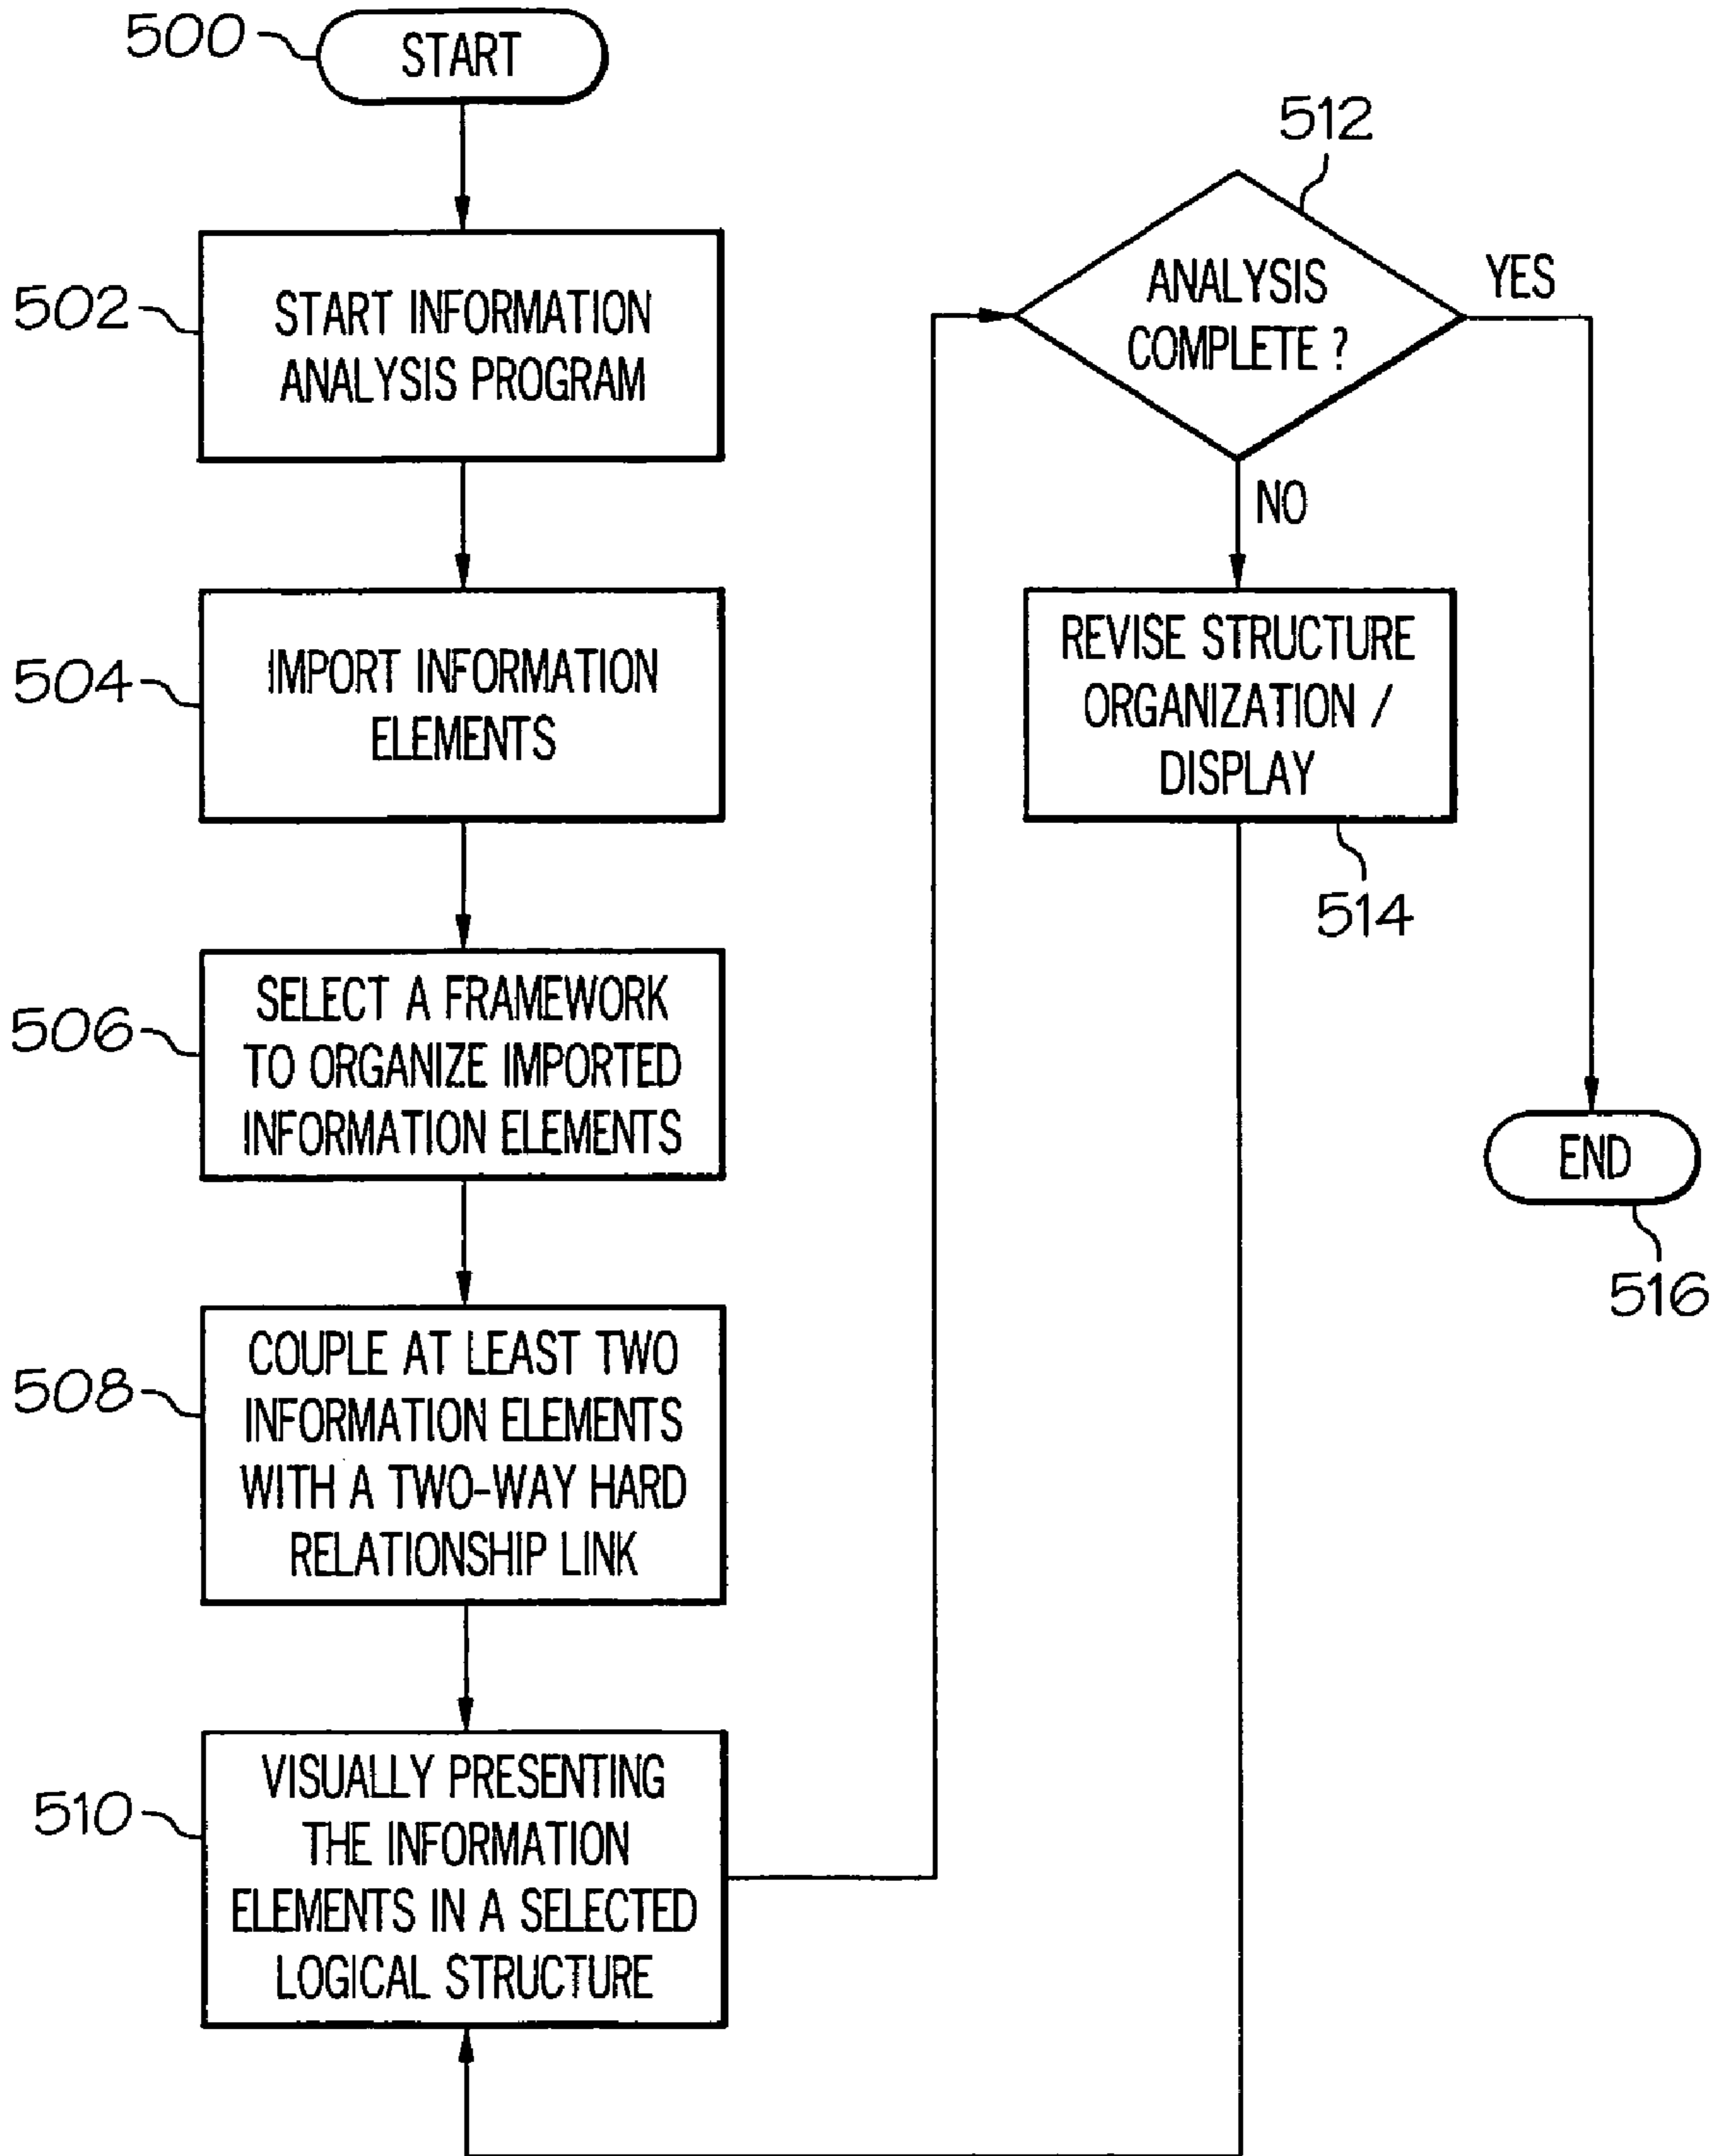 500
START
502
START INFORMATION
ANALYSIS PROGRAM
504
IMPORT INFORMATION
ELEMENTS
506
SELECT A FRAMEWORK
TO ORGANIZE IMPORTED
INFORMATION ELEMENTS
508
COUPLE AT LEAST TWO
INFORMATION ELEMENTS
WITH A TWO-WAY HARD
RELATIONSHIP LINK
510
VISUALLY PRESENTING
THE INFORMATION
ELEMENTS IN A SELECTED
LOGICAL STRUCTURE
512
ANALYSIS
COMPLETE ?
YES
NO
REVISE STRUCTURE
ORGANIZATION /
DISPLAY
514
END
516